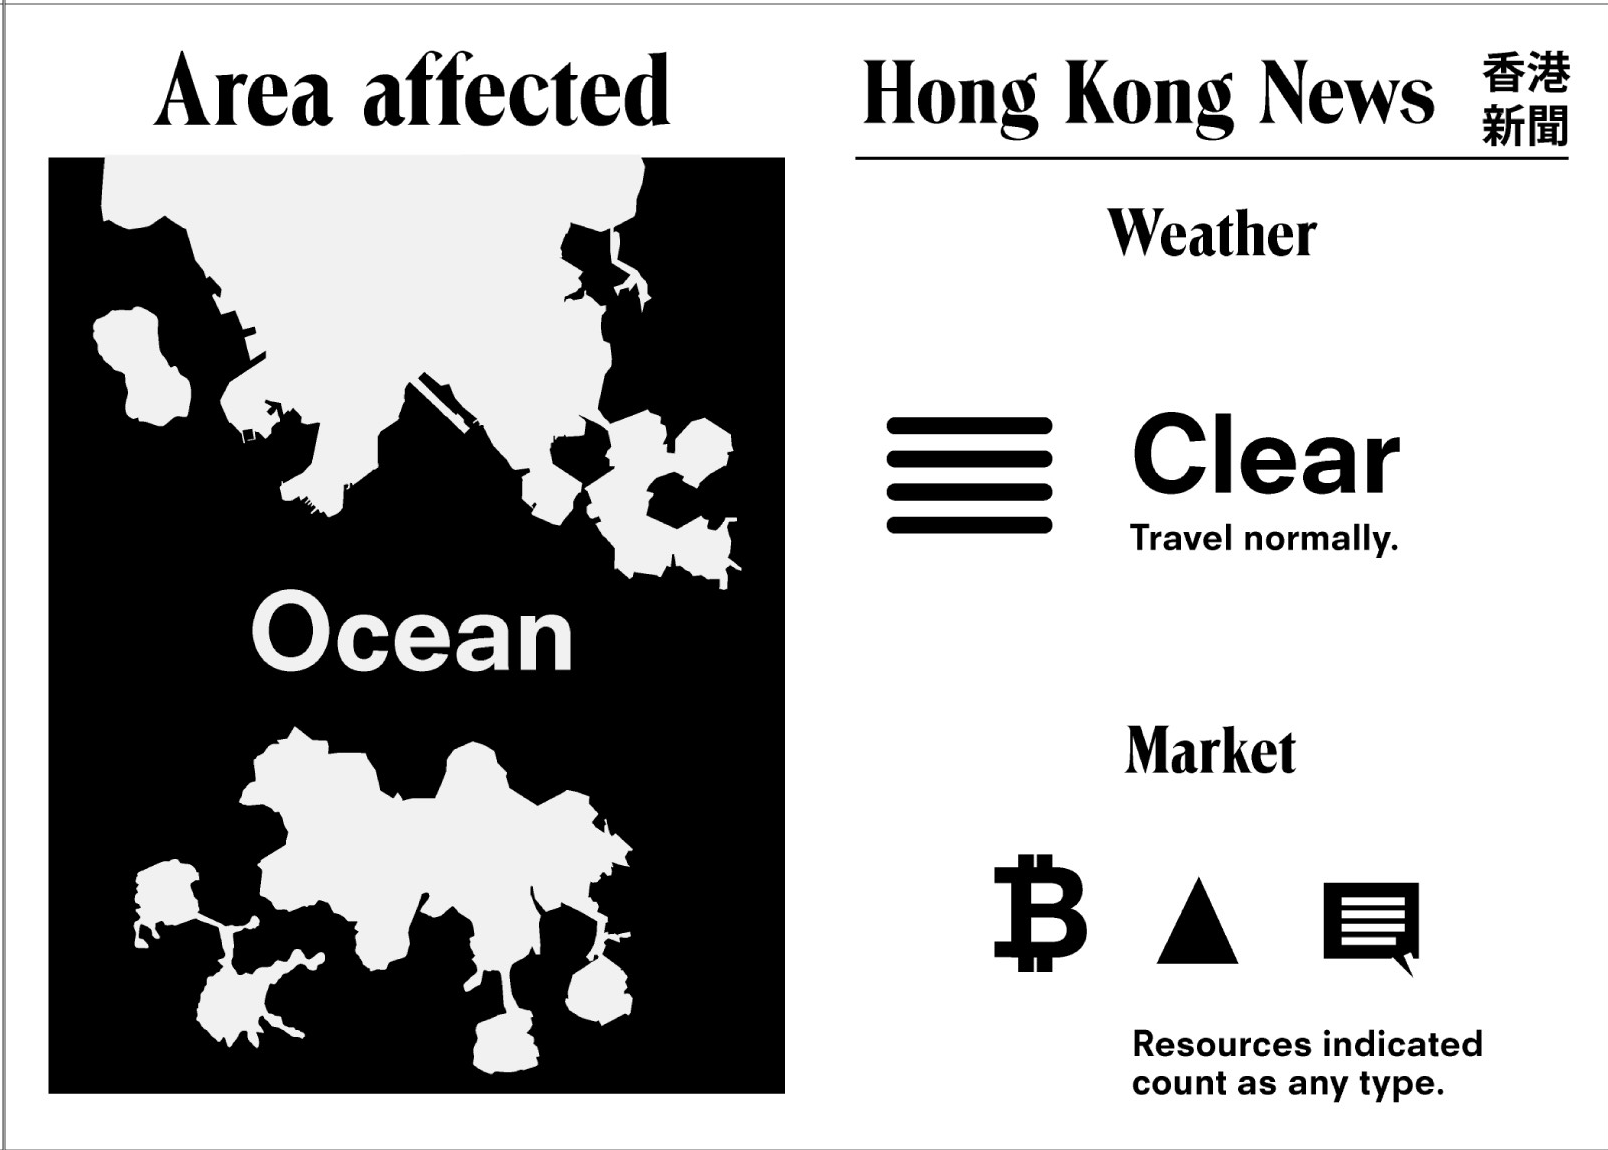 Area affected
Ocean
Hong Kong News
香港
新聞
Weather
Clear
Travel normally.
Market
Resources indicated
count as any type.